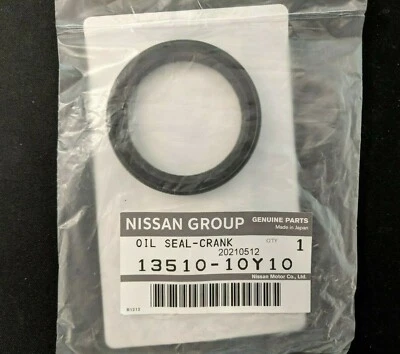 NISSAN GROUP GENUINE PARTS
Made in Japan
OIL SEAL-CRANK QTY 1
20210512
13510-10Y10
Nissan Motor Co., Ltd.